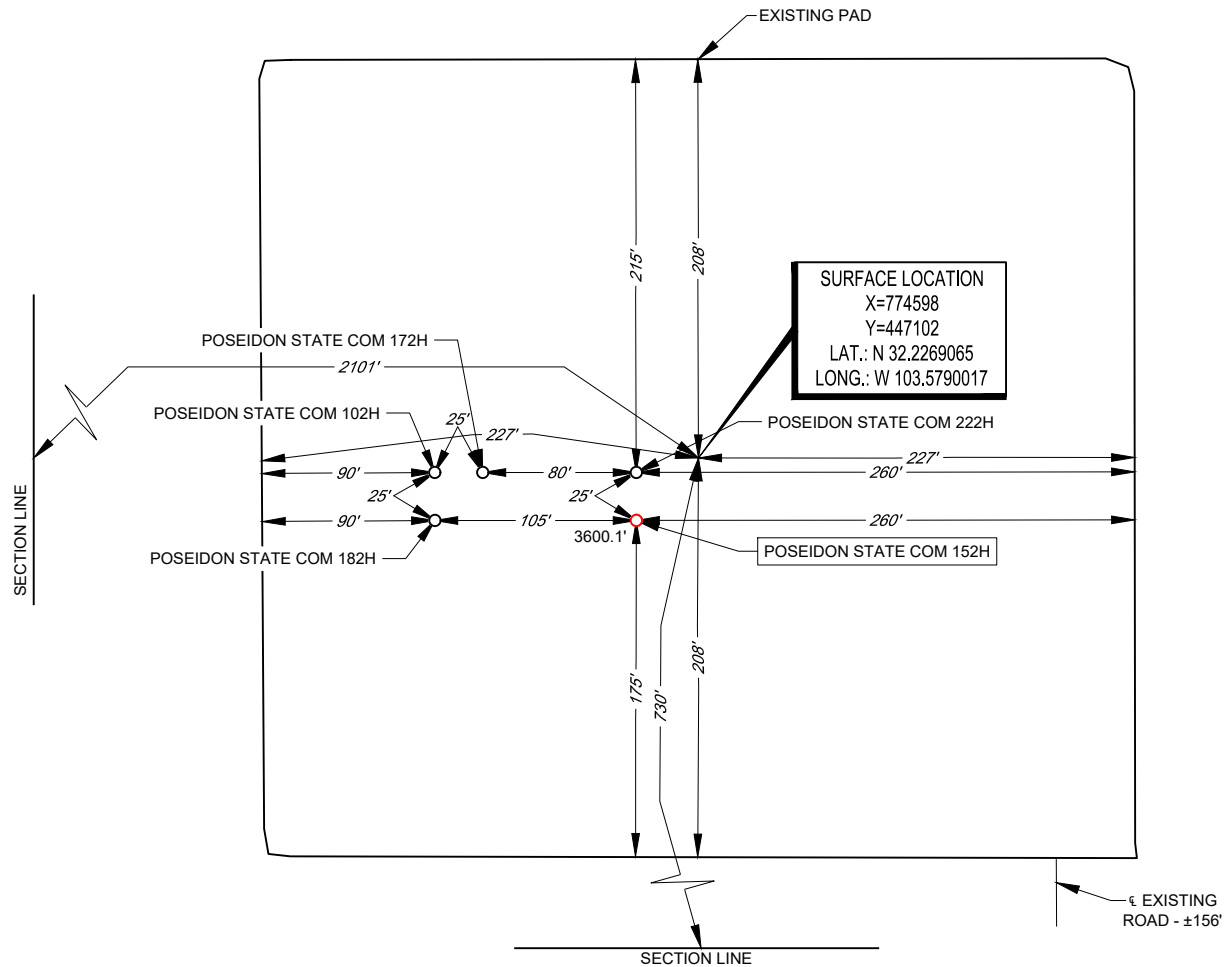 EXISTING PAD
215'
208'
SURFACE LOCATION
X=774598
Y=447102
LAT.: N 32.2269065
LONG.: W 103.5790017
POSEIDON STATE COM 172H
2101'
POSEIDON STATE COM 102H
25'
POSEIDON STATE COM 222H
227'
227'
90'
80'
260'
25'
25'
90'
105'
260'
3600.1'
POSEIDON STATE COM 152H
POSEIDON STATE COM 182H
SECTION LINE
175'
730'
208'
℄ EXISTING
ROAD - ±156'
SECTION LINE